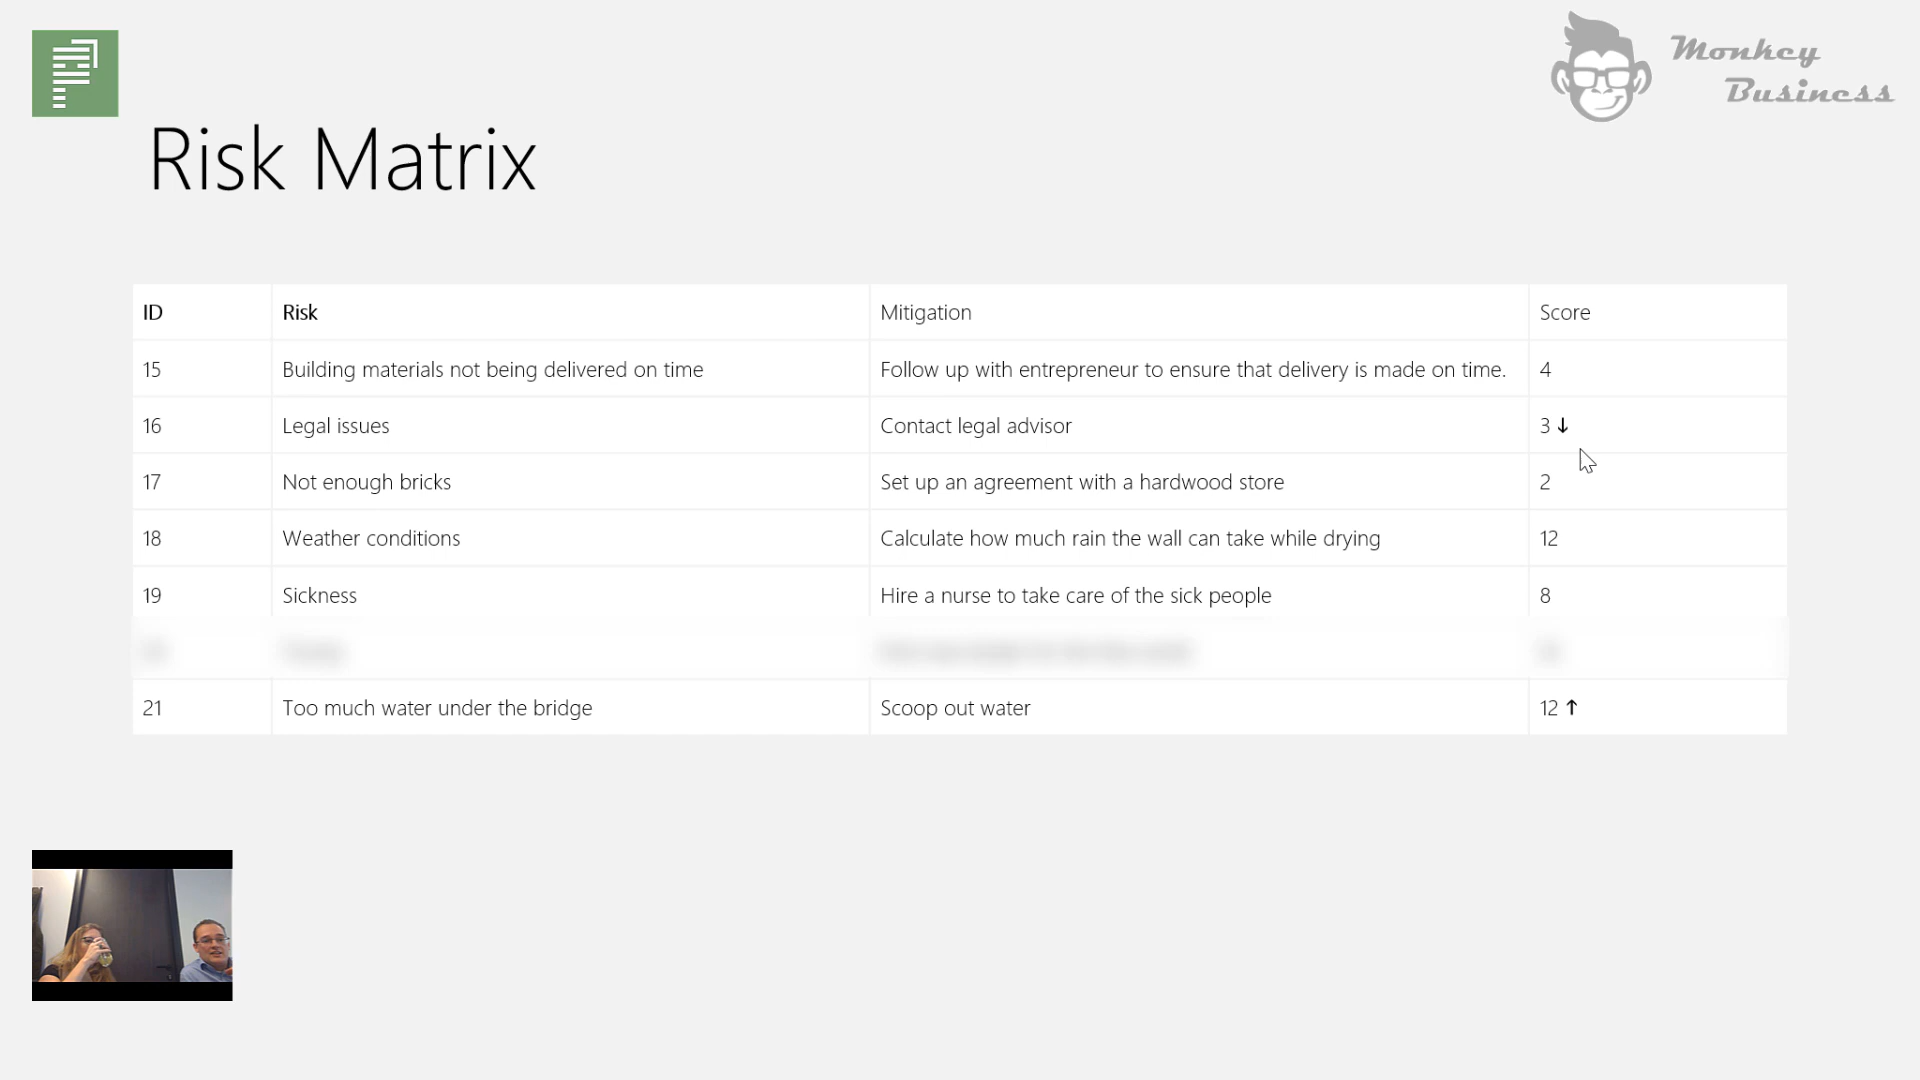 Monkey
Business
Risk Matrix
ID Risk Mitigation Score
15 Building materials not being delivered on time Follow up with entrepreneur to ensure that delivery is made on time. 4
16 Legal issues Contact legal advisor 3 ↓
17 Not enough bricks Set up an agreement with a hardwood store 2
18 Weather conditions Calculate how much rain the wall can take while drying 12
19 Sickness Hire a nurse to take care of the sick people 8
21 Too much water under the bridge Scoop out water 12 ↑